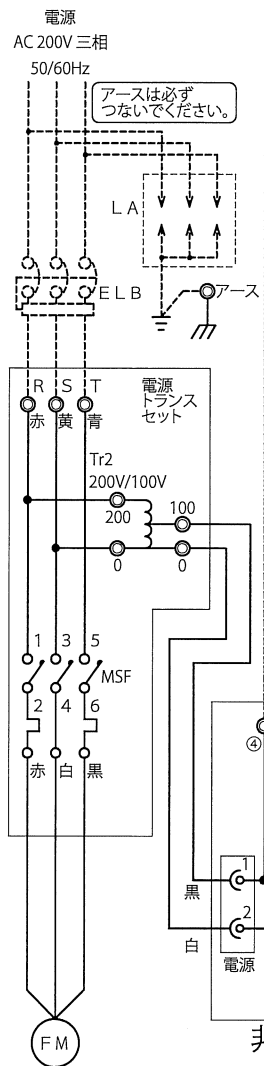 電源
AC 200V 三相
50/60Hz
アースは必ず
つないでください。
LA
ELB
アース
R S T
赤 黄 青
電源
トランス
セット
Tr2
200V/100V
200
100
0
0
1 3 5
MSF
2 4 6
赤 白 黒
④
黒
1
白
2
電源
FM